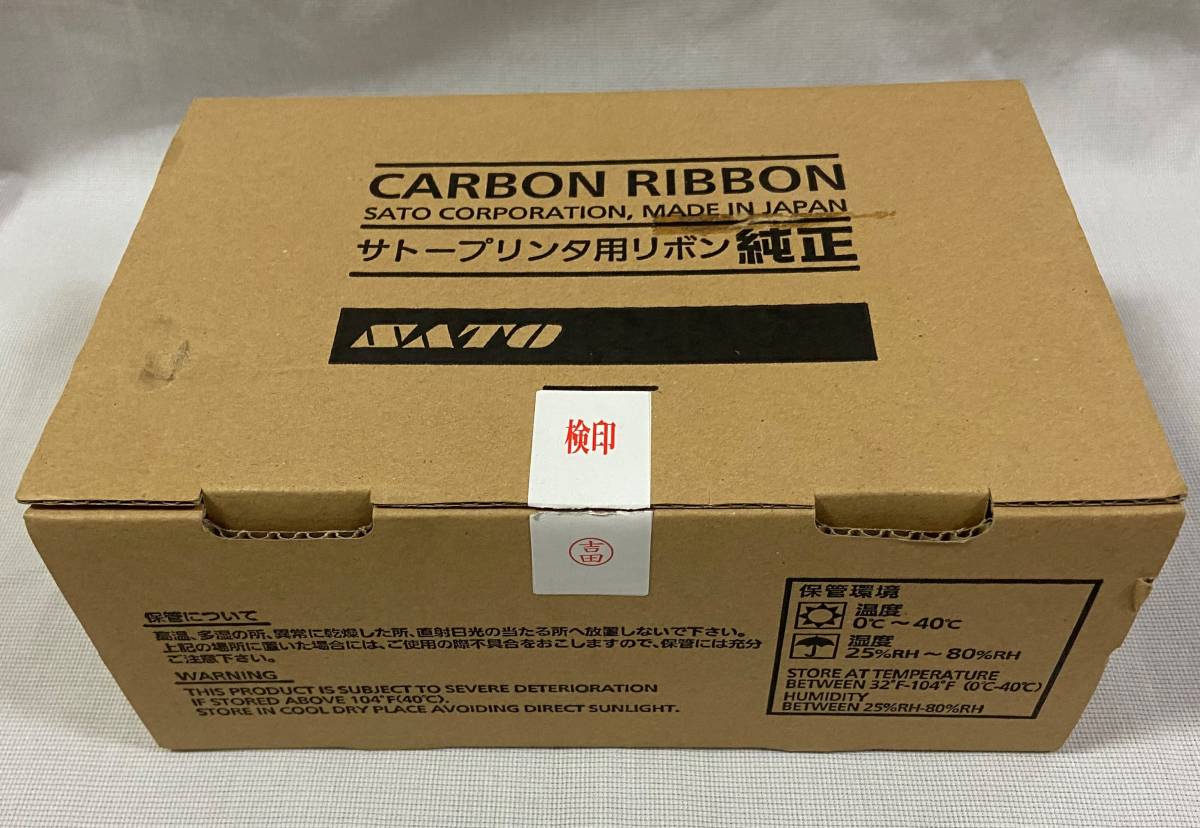 CARBON RIBBON
SATO CORPORATION, MADE IN JAPAN
サトープリンタ用リボン 純正
SATO
検印
吉田
保管について
高温、多湿の所、異常に乾燥した所、直射日光の当たる所へ放置しないで下さい。
上記の場所に置いた場合には、ご使用の際不具合をおこしますので、保管には充分
ご注意下さい。
WARNING
THIS PRODUCT IS SUBJECT TO SEVERE DETERIORATION
IF STORED ABOVE 104°F(40℃).
STORE IN COOL DRY PLACE AVOIDING DIRECT SUNLIGHT.
保管環境
温度
0℃～40℃
湿度
25%RH～80%RH
STORE AT TEMPERATURE
BETWEEN 32°F-104°F (0℃-40℃)
HUMIDITY
BETWEEN 25%RH-80%RH